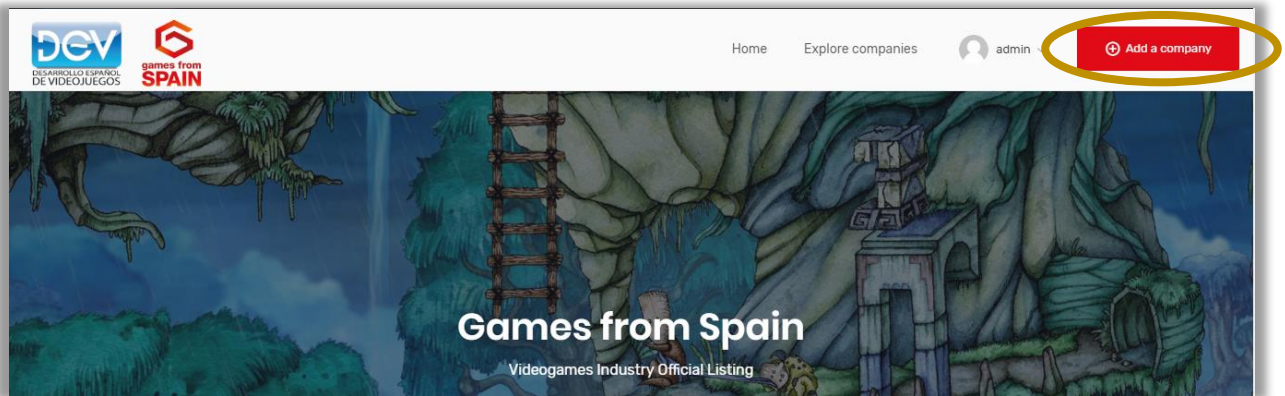 DEV
DESARROLLO ESPAÑOL
DE VIDEOJUEGOS
games from
SPAIN
Home
Explore companies
admin
Add a company
Games from Spain
Videogames Industry Official Listing